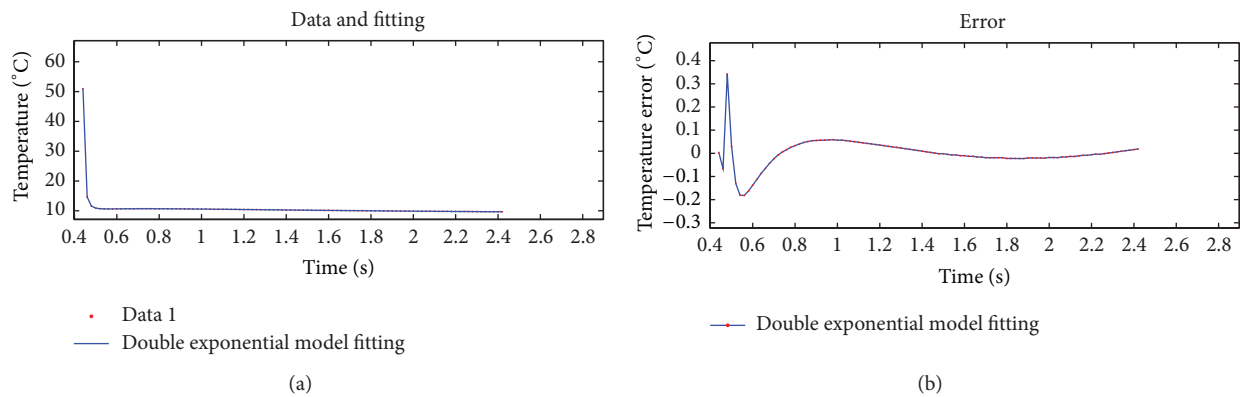 Data and fitting
Temperature (˚C)
60
50
40
30
20
10
0.4 0.6 0.8 1 1.2 1.4 1.6 1.8 2 2.2 2.4 2.6 2.8
Time (s)
Data 1
Double exponential model fitting
(a)
Error
Temperature error (˚C)
0.4
0.3
0.2
0.1
0
−0.1
−0.2
−0.3
0.4 0.6 0.8 1 1.2 1.4 1.6 1.8 2 2.2 2.4 2.6 2.8
Time (s)
Double exponential model fitting
(b)